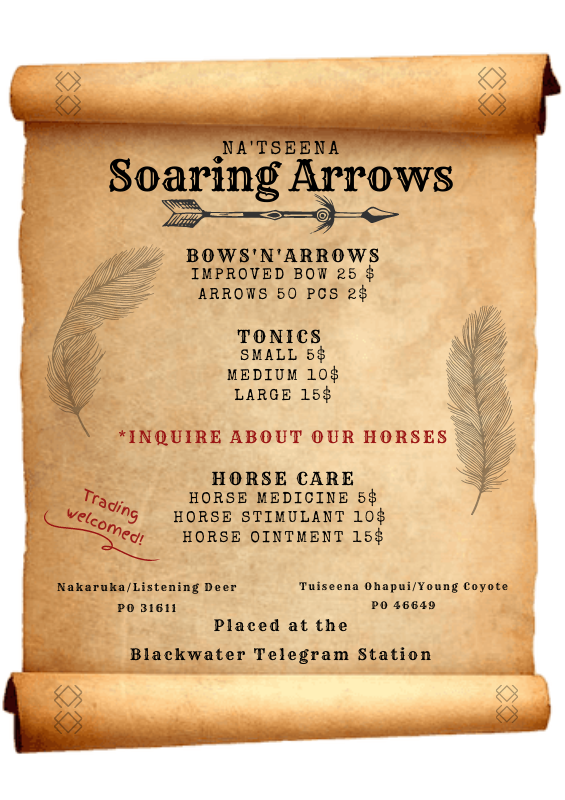 NA'TSEENA
Soaring Arrows
BOWS'N'ARROWS
IMPROVED BOW 25 $
ARROWS 50 PCS 2$
TONICS
SMALL 5$
MEDIUM 10$
LARGE 15$
*INQUIRE ABOUT OUR HORSES
HORSE CARE
HORSE MEDICINE 5$
HORSE STIMULANT 10$
HORSE OINTMENT 15$
Trading
welcomed!
Nakaruka/Listening Deer
PO 31611
Tuiseena Ohapui/Young Coyote
PO 46649
Placed at the
Blackwater Telegram Station